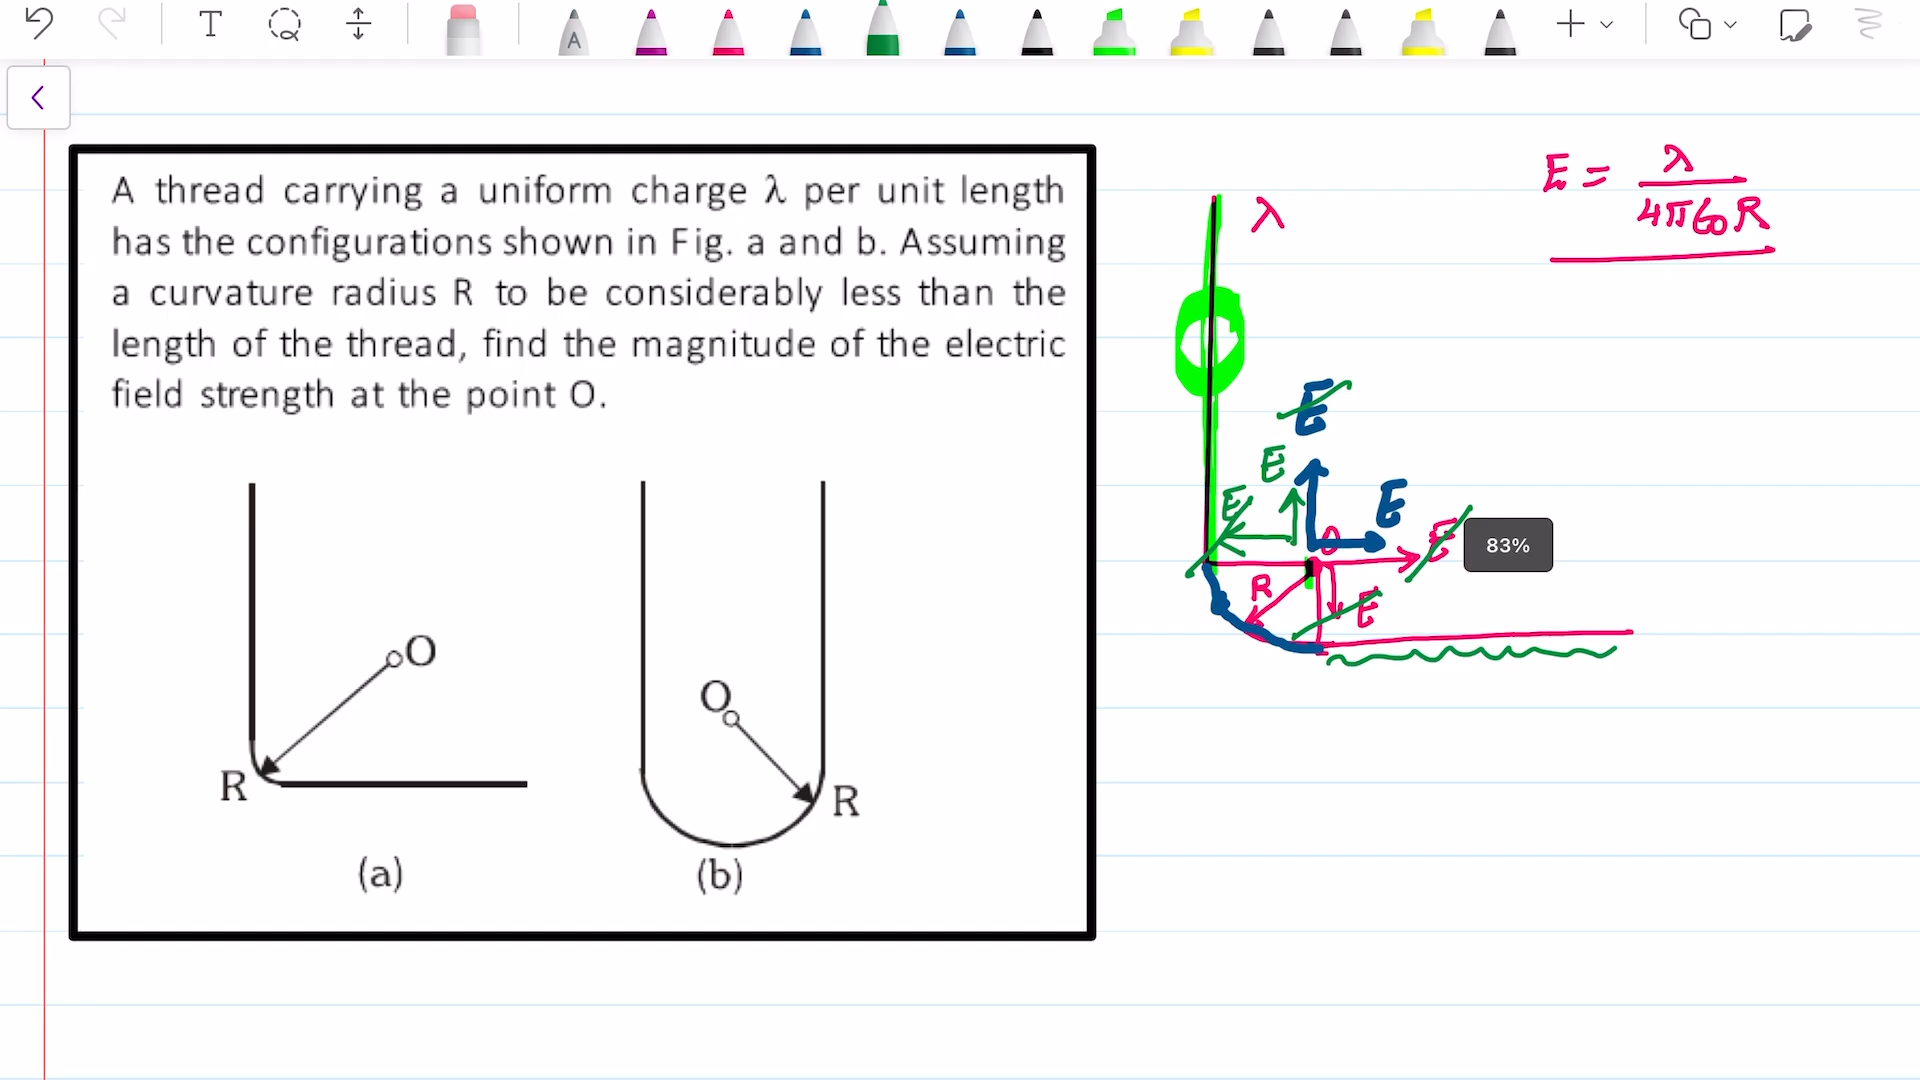 T
A
A thread carrying a uniform charge λ per unit length
has the configurations shown in Fig. a and b. Assuming
a curvature radius R to be considerably less than the
length of the thread, find the magnitude of the electric
field strength at the point O.
O
R
(a)
O
R
(b)
λ
E = λ / 4πε0R
E
E
E
E
O
E
R
E
83%